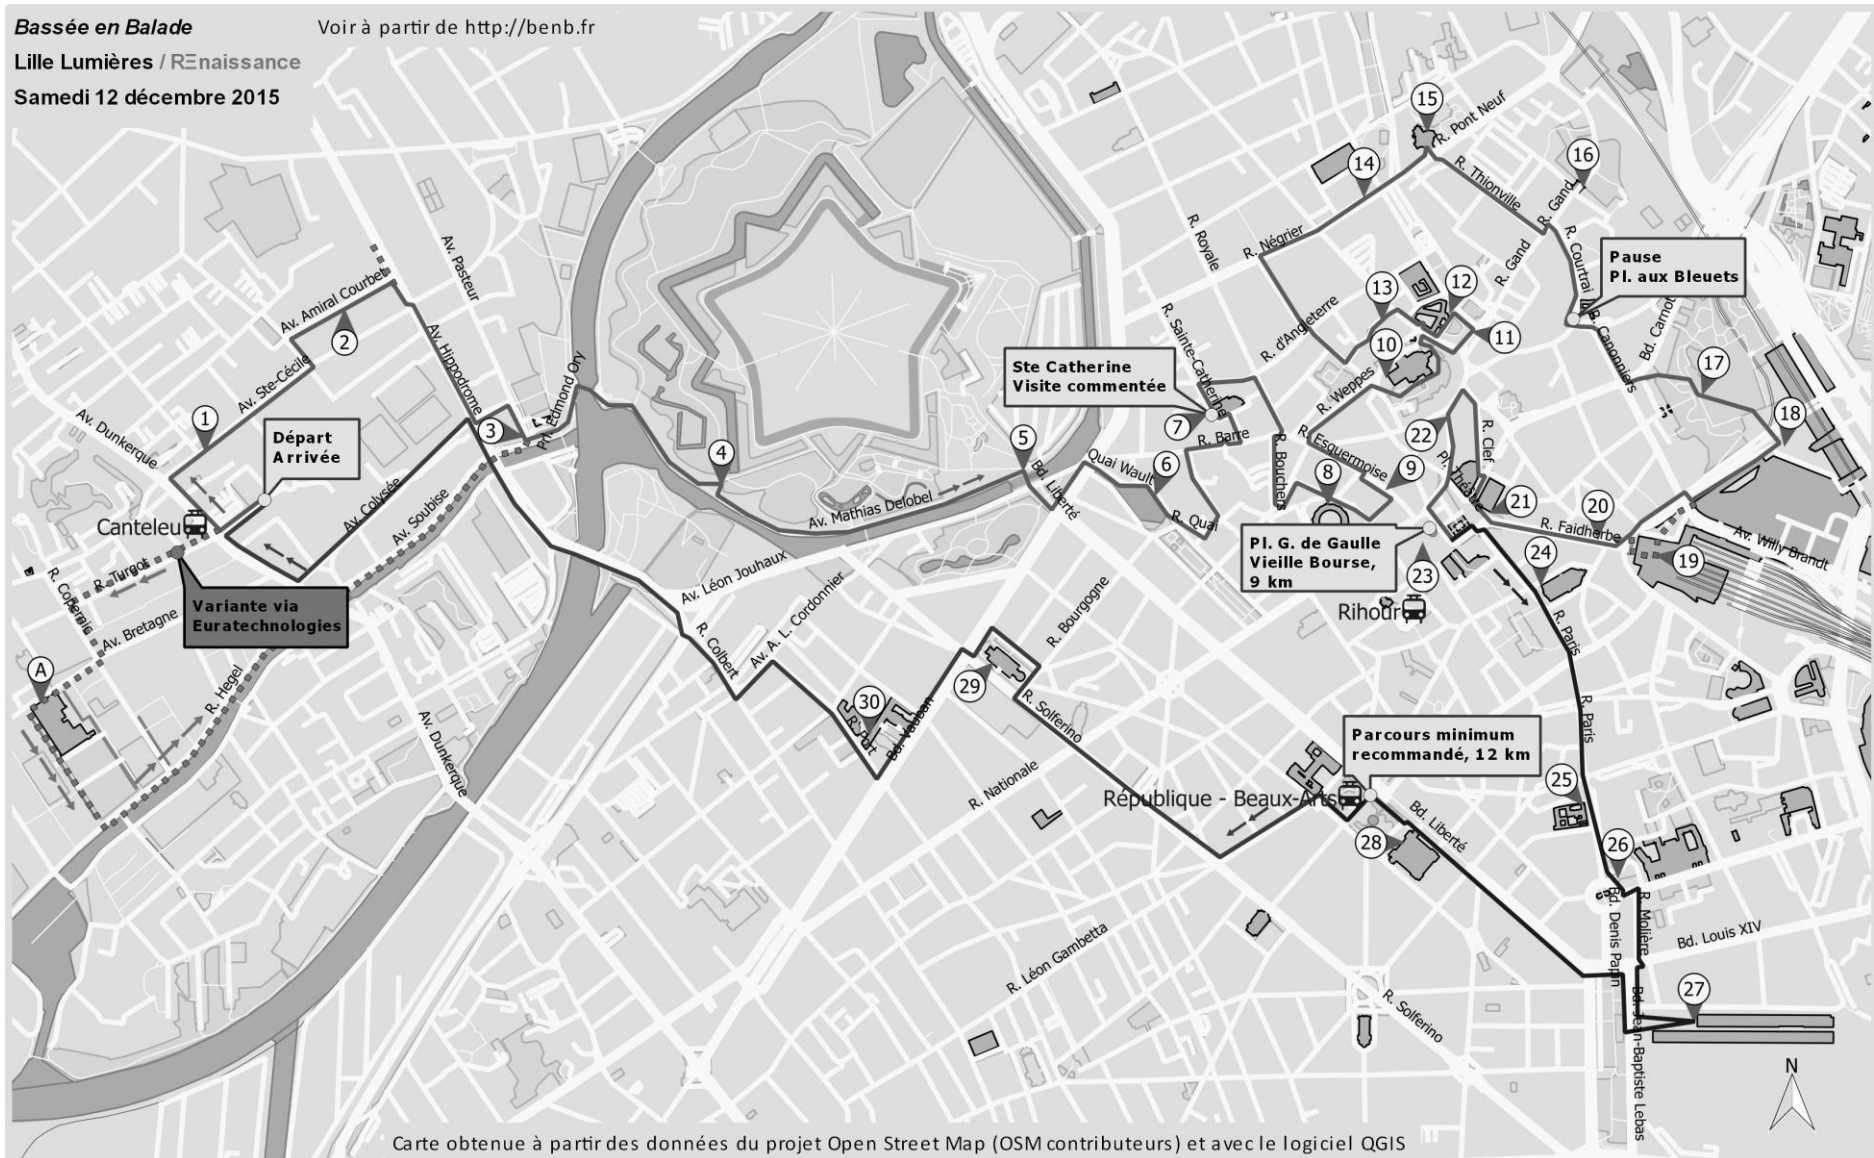 Bassée en Balade
Voir à partir de http://benb.fr
Lille Lumières / RΞnaissance
Samedi 12 décembre 2015
15
R. Pont Neuf
14
R. Thionville
16
R. Gand
R. Royale
R. Négrier
R. Courtrai
R. Gand
Pause
Pl. aux Bleuets
Av. Pasteur
Av. Amiral Courbet
2
Av. Hippodrome
13
12
11
10
R. Sainte-Catherine
R. d'Angleterre
B. Canonniers
Bd. Carnot
17
18
Ste Catherine
Visite commentée
7
R. Barre
R. Weppes
R. Bouchers
R. Esquermoise
22
R. Clef
Pl. Théâtre
Av. Ste-Cécile
Av. Dunkerque
1
Départ
Arrivée
3
Prt. Edmond Ory
4
5
Bd. Liberté
Quai Wault
6
R. Quai
8
9
21
20
R. Faidherbe
Av. Mathias Delobel
Canteleu
Av. Colysée
Av. Soubise
Pl. G. de Gaulle
Vieille Bourse,
9 km
23
24
19
Av. Willy Brandt
Rihour
R. Turgot
R. Copernic
Variante via
Euratechnologies
Av. Bretagne
A
R. Hegel
Av. Léon Jouhaux
Av. A. L. Cordonnier
R. Colbert
R. Bourgogne
R. Paris
R. Paris
29
R. Solférino
30
R. Port
Bd. Vauban
Av. Dunkerque
R. Nationale
Parcours minimum
recommandé, 12 km
République - Beaux-Arts
Bd. Liberté
28
25
26
R. Molière
Bd. Denis Papin
Bd. Louis XIV
27
Bd. Jean-Baptiste Lebas
R. Léon Gambetta
R. Solférino
N
Carte obtenue à partir des données du projet Open Street Map (OSM contributeurs) et avec le logiciel QGIS